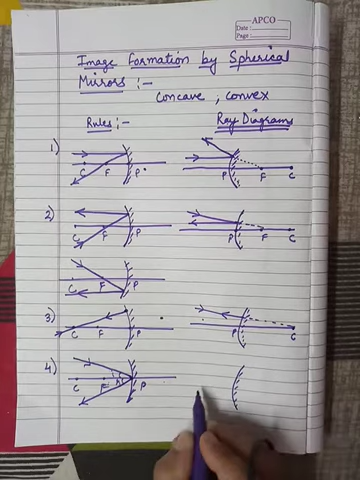 APCO
Date :
Page :
Image Formation by Spherical
Mirrors :-
Concave , Convex
Rules :-
Ray Diagrams
1)
C F P
P F C
2)
C F P
P F C
C F P
3)
C F P
P F C
4)
C F P